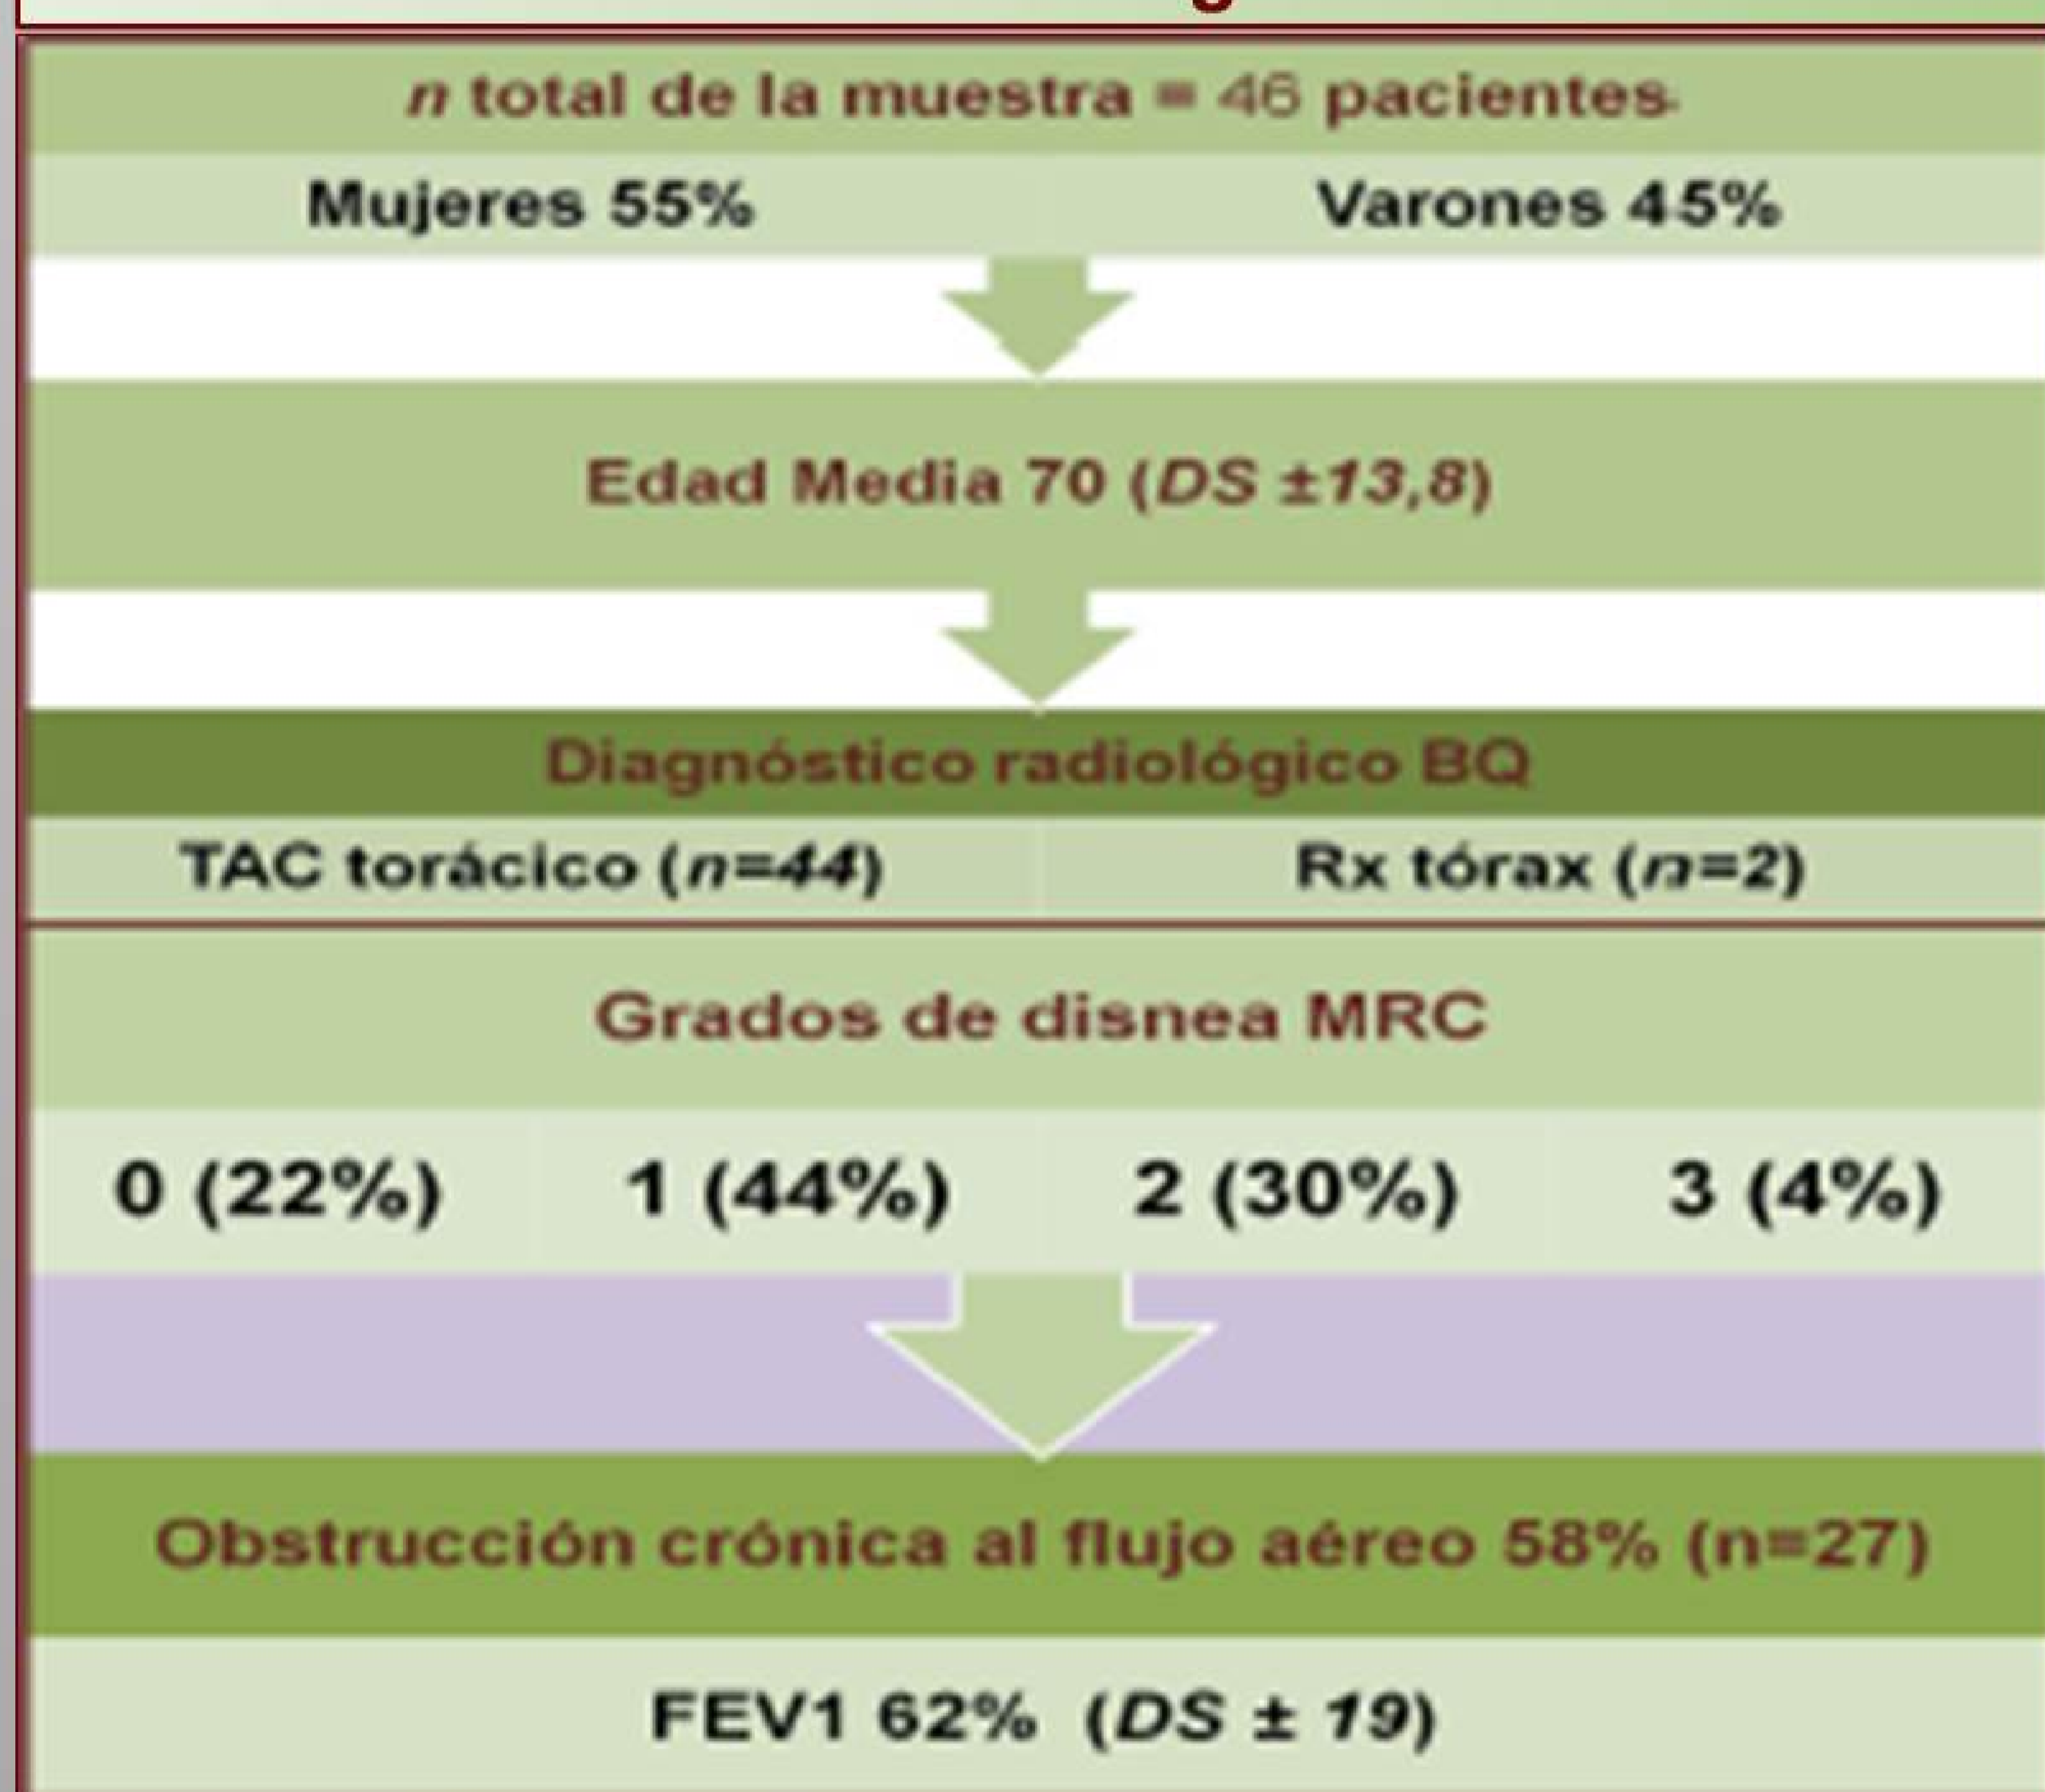 n total de la muestra = 46 pacientes.
Mujeres 55% Varones 45%
Edad Media 70 (DS ±13,8)
Diagnóstico radiológico BQ
TAC torácico (n=44) Rx tórax (n=2)
Grados de disnea MRC
0 (22%) 1 (44%) 2 (30%) 3 (4%)
Obstrucción crónica al flujo aéreo 58% (n=27)
FEV1 62% (DS ± 19)